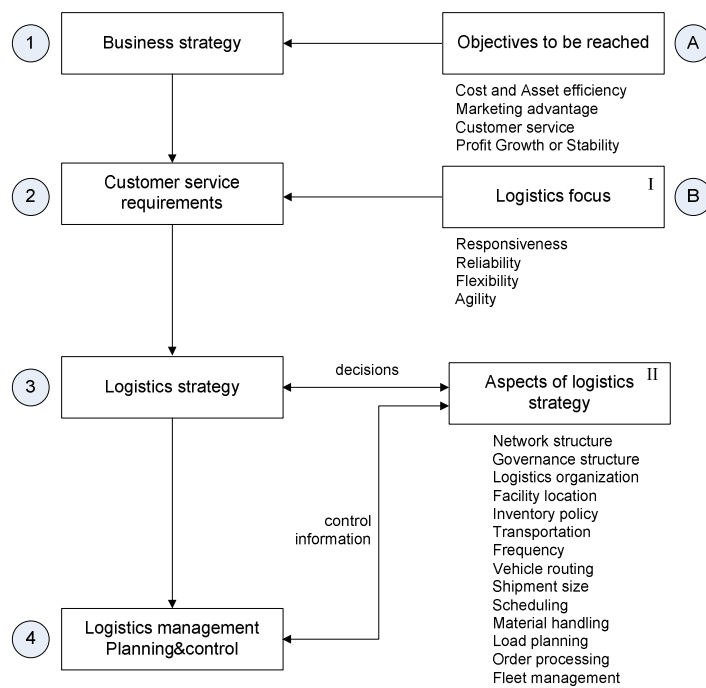 1
Business strategy
Objectives to be reached
A
Cost and Asset efficiency
Marketing advantage
Customer service
Profit Growth or Stability
2
Customer service
requirements
Logistics focus
I
B
Responsiveness
Reliability
Flexibility
Agility
3
Logistics strategy
decisions
Aspects of logistics
strategy
II
Network structure
Governance structure
Logistics organization
Facility location
Inventory policy
Transportation
Frequency
Vehicle routing
Shipment size
Scheduling
Material handling
Load planning
Order processing
Fleet management
control
information
4
Logistics management
Planning&control